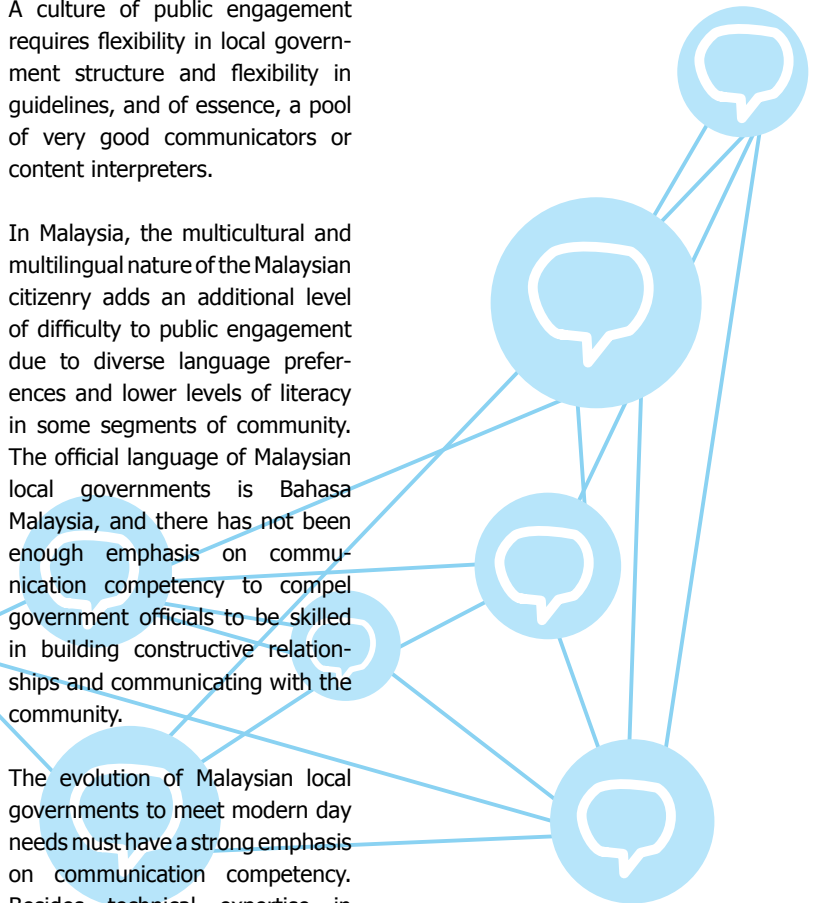 A culture of public engagement
requires flexibility in local govern-
ment structure and flexibility in
guidelines, and of essence, a pool
of very good communicators or
content interpreters.
In Malaysia, the multicultural and
multilingual nature of the Malaysian
citizenry adds an additional level
of difficulty to public engagement
due to diverse language prefer-
ences and lower levels of literacy
in some segments of community.
The official language of Malaysian
local governments is Bahasa
Malaysia, and there has not been
enough emphasis on commu-
nication competency to compel
government officials to be skilled
in building constructive relation-
ships and communicating with the
community.
The evolution of Malaysian local
governments to meet modern day
needs must have a strong emphasis
on communication competency.
Besides technical expertise in